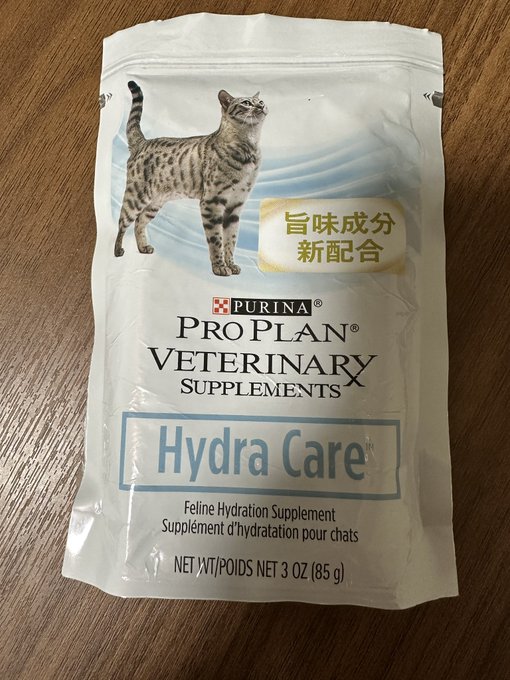 旨味成分
新配合
PURINA®
PRO PLAN®
VETERINARY
SUPPLEMENTS
Hydra Care™
Feline Hydration Supplement
Supplément d'hydratation pour chats
NET WT/POIDS NET 3 OZ (85 g)